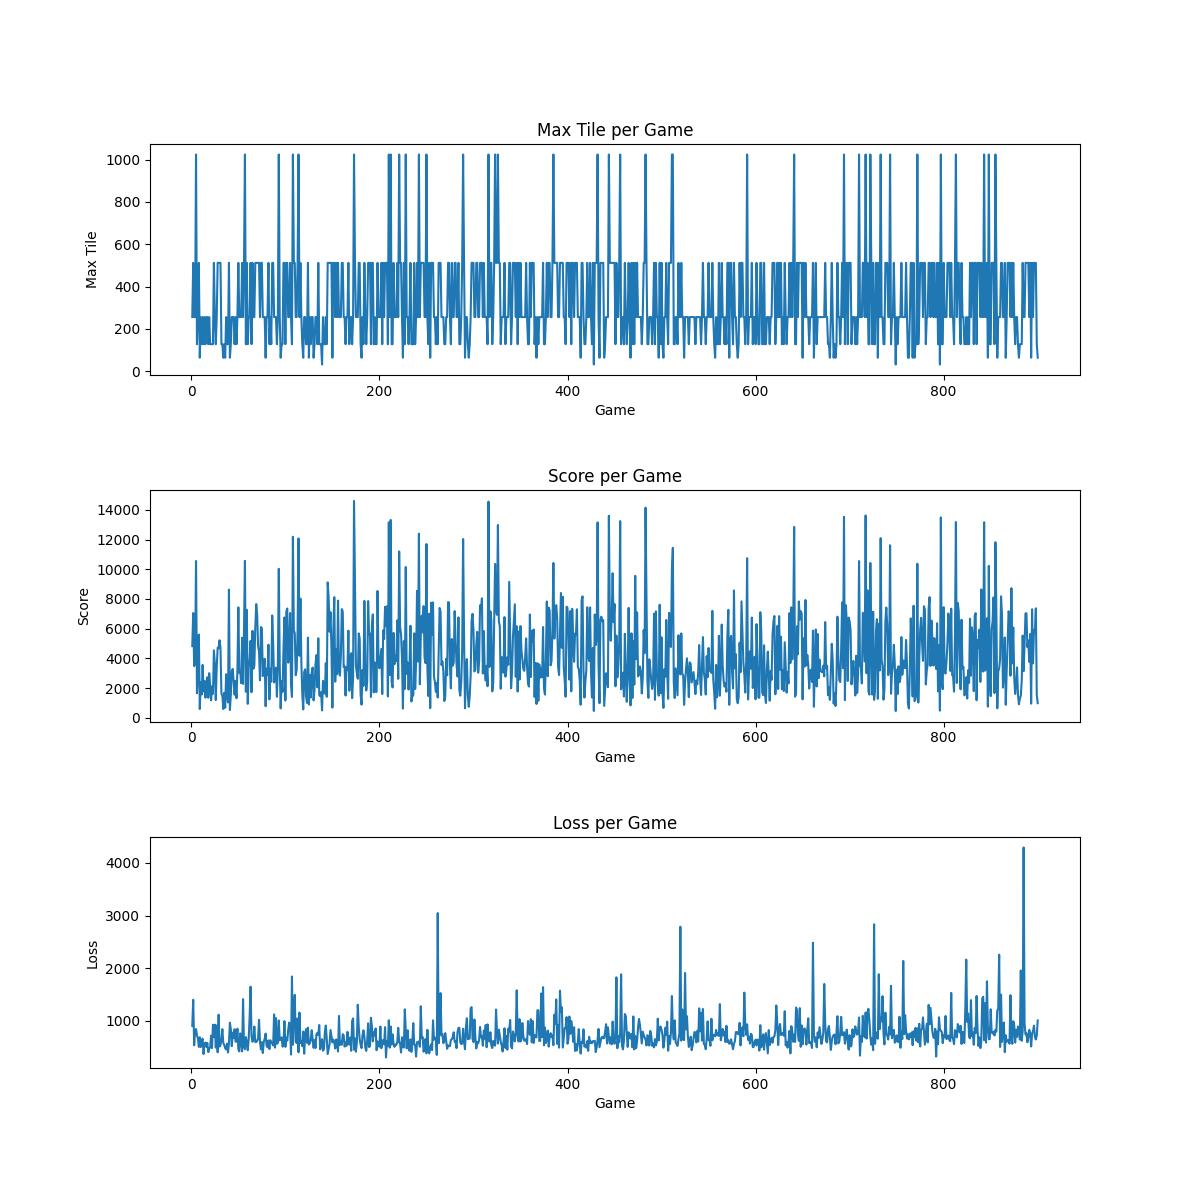 Max Tile per Game
1000
800
600
400
200
0
Max Tile
0 200 400 600 800
Game
Score per Game
14000
12000
10000
8000
6000
4000
2000
0
Score
0 200 400 600 800
Game
Loss per Game
4000
3000
2000
1000
Loss
0 200 400 600 800
Game